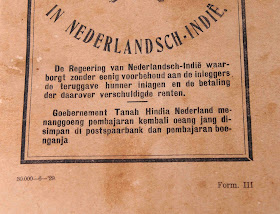 IN NEDERLANDSCH-INDIË.
De Regeering van Nederlandsch-Indië waar-
borgt zonder eenig voorbehoud aan de inleggers
de teruggave hunner inlagen en de betaling
der daarover verschuldigde renten.
Goebernement Tanah Hindia Nederland me-
nanggoeng pembajaran kembali oeang jang di-
simpan di postspaarbank dan pembajaran boe-
nganja
Form. III